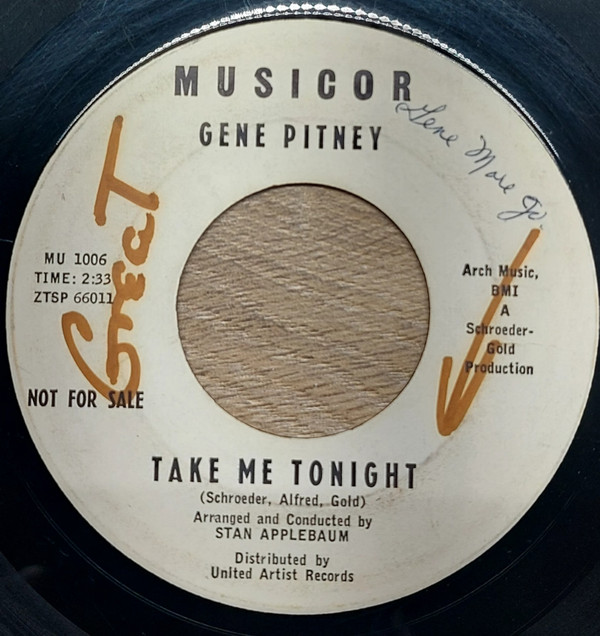 MUSICOR
GENE PITNEY
Gene More
GreaT
MU 1006
TIME: 2:33
ZTSP 66011
NOT FOR SALE
Arch Music,
BMI
A
Schroeder-
Gold
Production
TAKE ME TONIGHT
(Schroeder, Alfred, Gold)
Arranged and Conducted by
STAN APPLEBAUM
Distributed by
United Artist Records